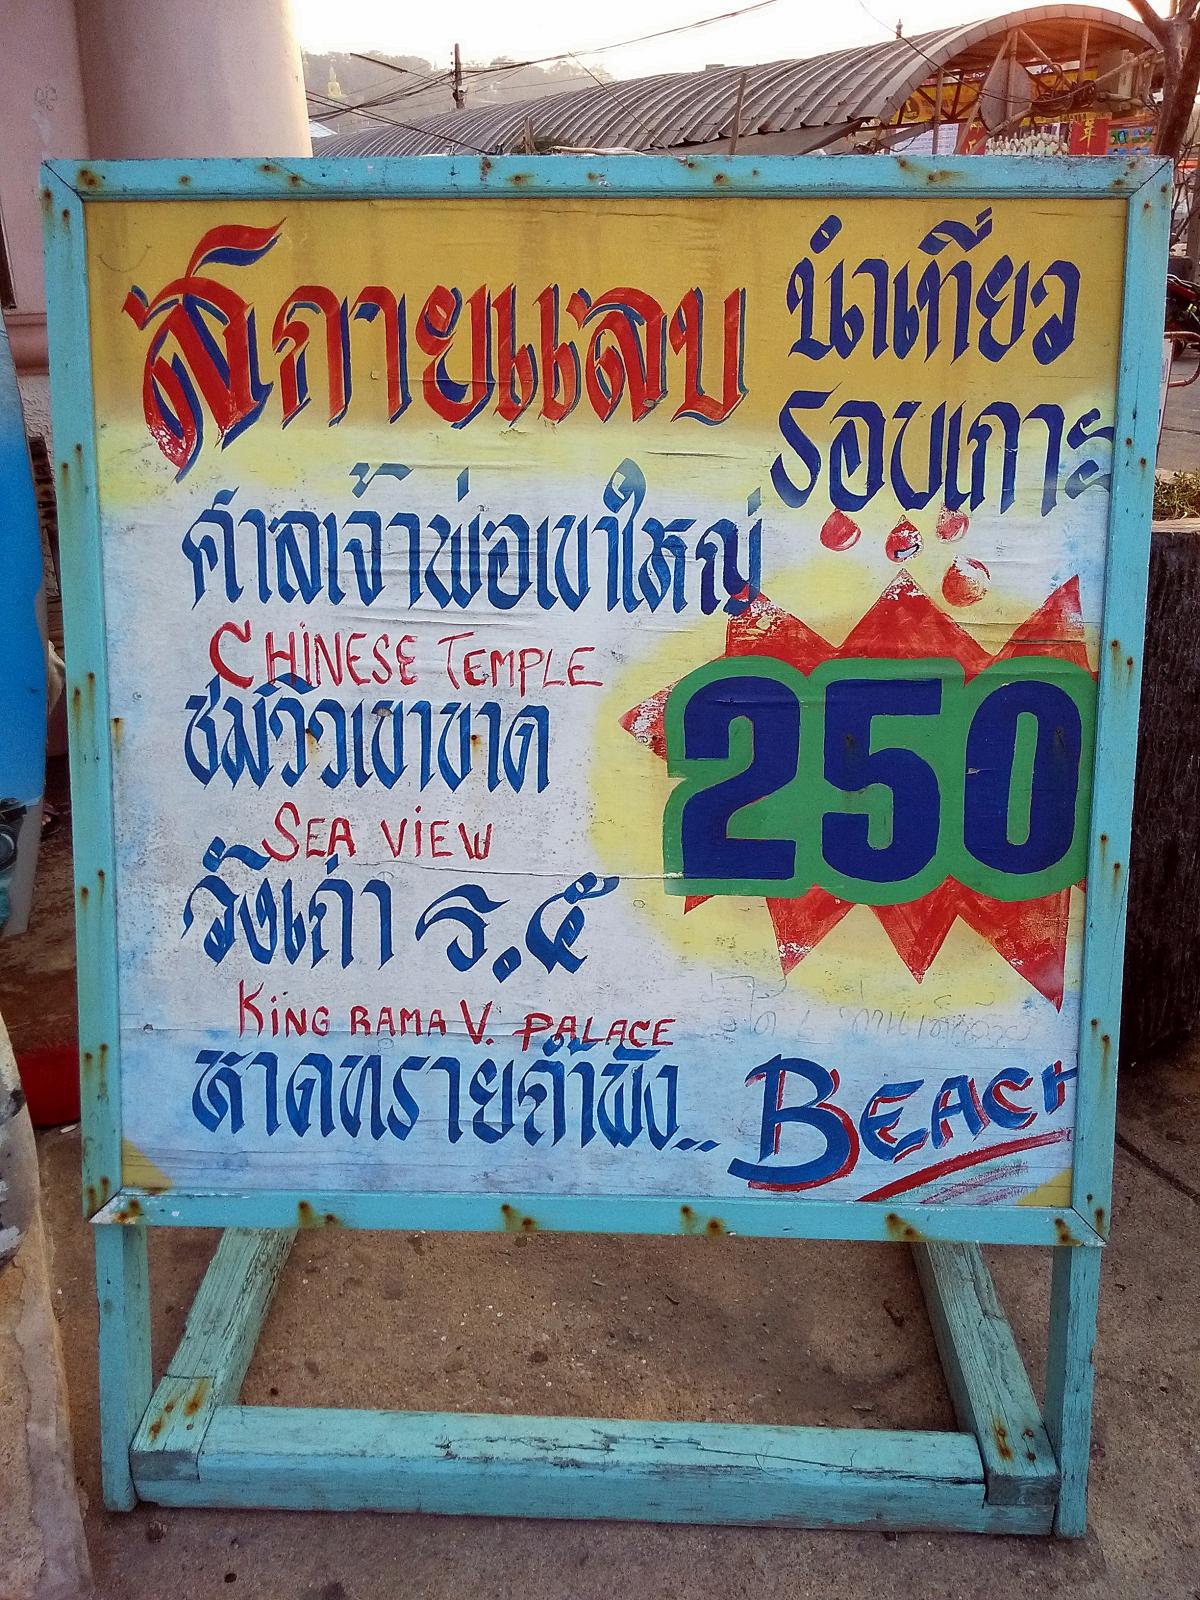 สกายแลบ
นำเที่ยว
รอบเกาะ
ศาลเจ้าพ่อเขาใหญ่
CHINESE TEMPLE
ชมวิวเขาขาด
SEA VIEW
250
วังเก่า ร.๕
KING RAMA V. PALACE
หาดทรายถ้ำพัง..
BEACH